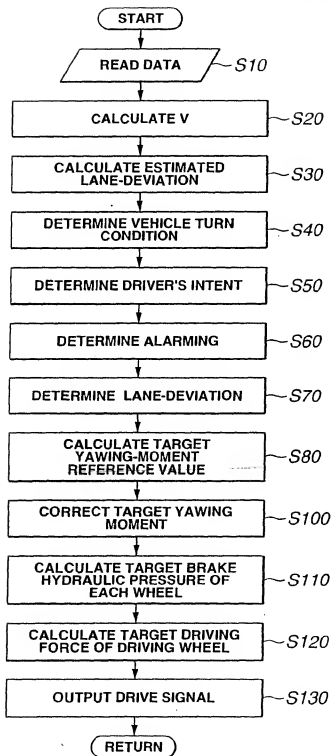 START
READ DATA
S10
CALCULATE V
S20
CALCULATE ESTIMATED
LANE-DEVIATION
S30
DETERMINE VEHICLE TURN
CONDITION
S40
DETERMINE DRIVER'S INTENT
S50
DETERMINE ALARMING
S60
DETERMINE LANE-DEVIATION
S70
CALCULATE TARGET
YAWING-MOMENT
REFERENCE VALUE
S80
CORRECT TARGET YAWING
MOMENT
S100
CALCULATE TARGET BRAKE
HYDRAULIC PRESSURE OF
EACH WHEEL
S110
CALCULATE TARGET DRIVING
FORCE OF DRIVING WHEEL
S120
OUTPUT DRIVE SIGNAL
S130
RETURN